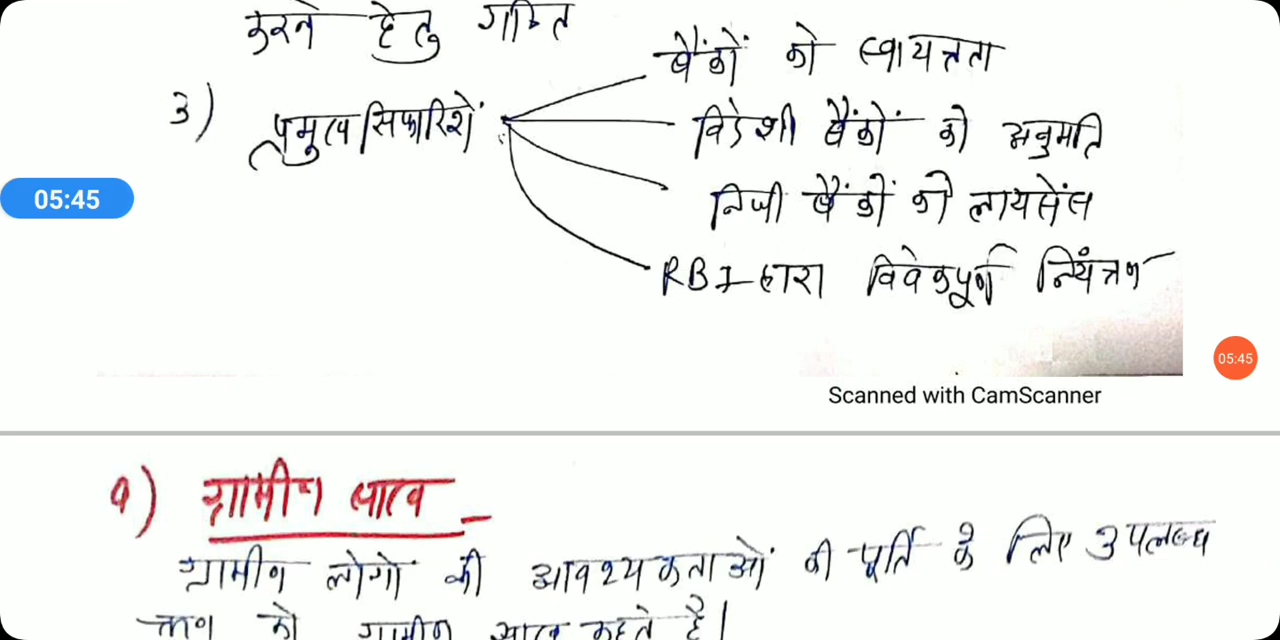 करने हेतु गठित
बैंकों को स्वायत्तता
3) प्रमुख सिफारिशें
विदेशी बैंकों को अनुमति
05:45
निजी बैंकों को लायसेंस
RBI द्वारा विवेकपूर्ण नियंत्रण
05:45
Scanned with CamScanner
9) ग्रामीण साख -
ग्रामीण लोगो की आवश्यकताओं की पूर्ति के लिए उपलब्ध
ऋण को ग्रामीण साख कहते है।